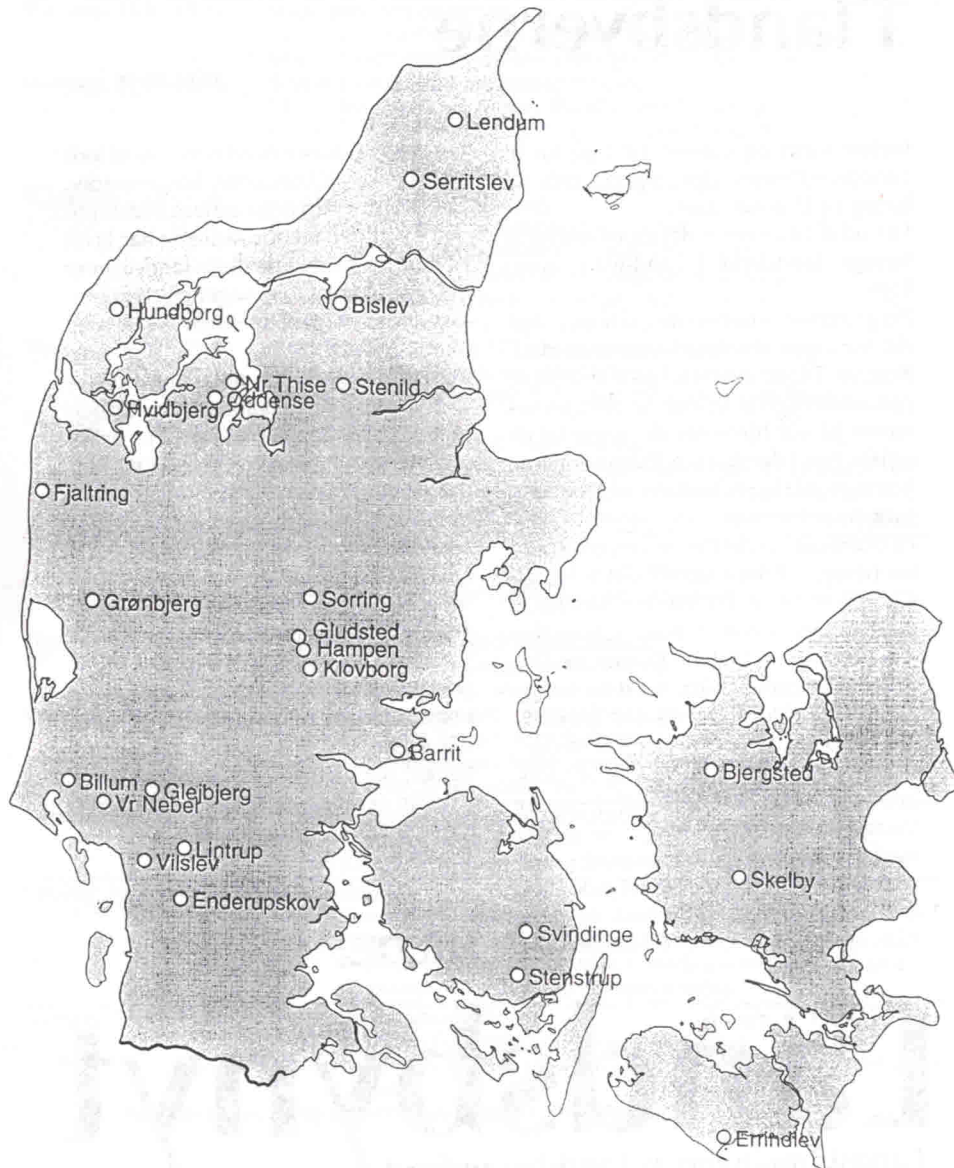 Lendum
Serritslev
Hundborg
Bislev
Nr Thise
Stenild
Oddense
Hvidbjerg
Fjaltring
Grønbjerg
Sorring
Gludsted
Hampen
Klovborg
Barrit
Bjergsted
Billum
Glejbjerg
Vr Nebel
Lintrup
Vilslev
Skelby
Enderupskov
Svindinge
Stenstrup
Errindlev